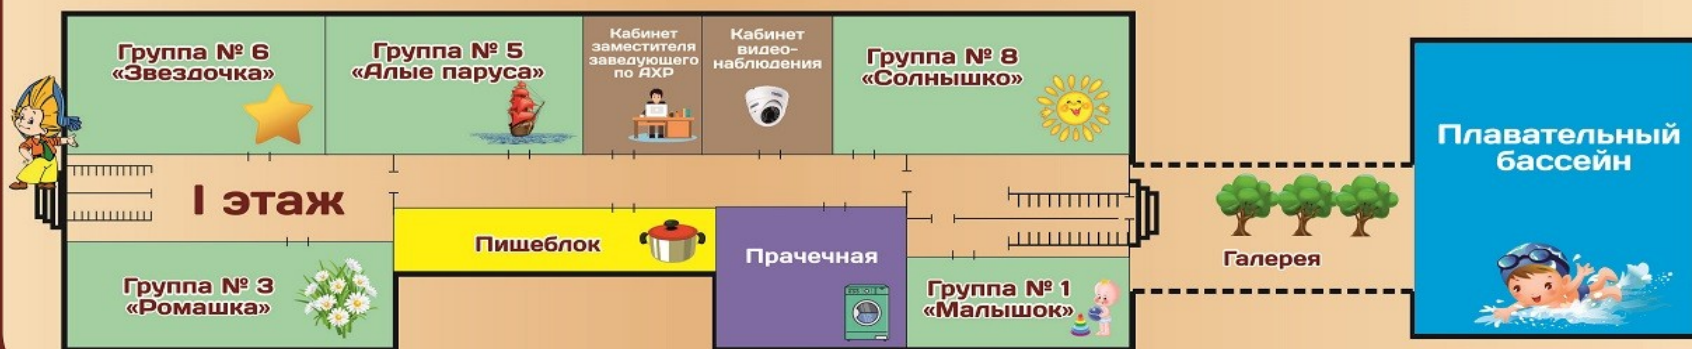 Группа № 6
«Звездочка»
Группа № 5
«Алые паруса»
Кабинет
заместителя
заведующего
по АХР
Кабинет
видео-
наблюдения
Группа № 8
«Солнышко»
Плавательный
бассейн
I этаж
Пищеблок
Прачечная
Галерея
Группа № 3
«Ромашка»
Группа № 1
«Малышок»